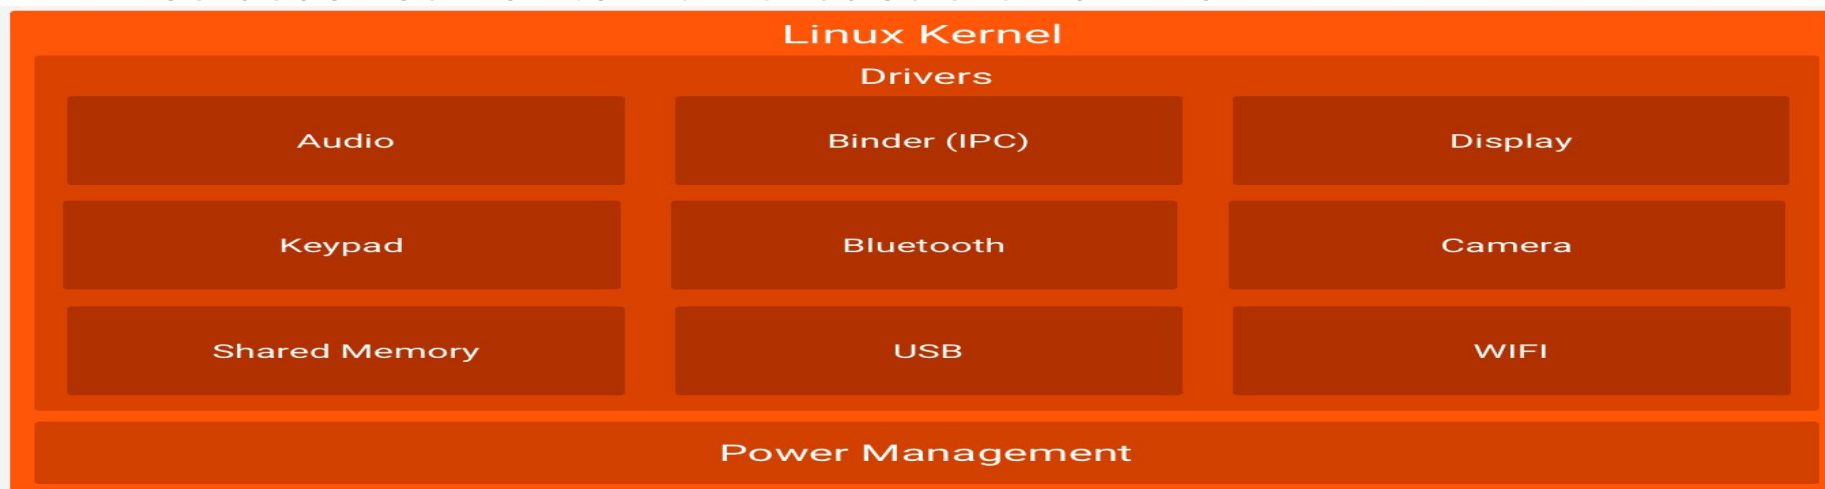 Linux Kernel
Drivers
Audio
Binder (IPC)
Display
Keypad
Bluetooth
Camera
Shared Memory
USB
WIFI
Power Management